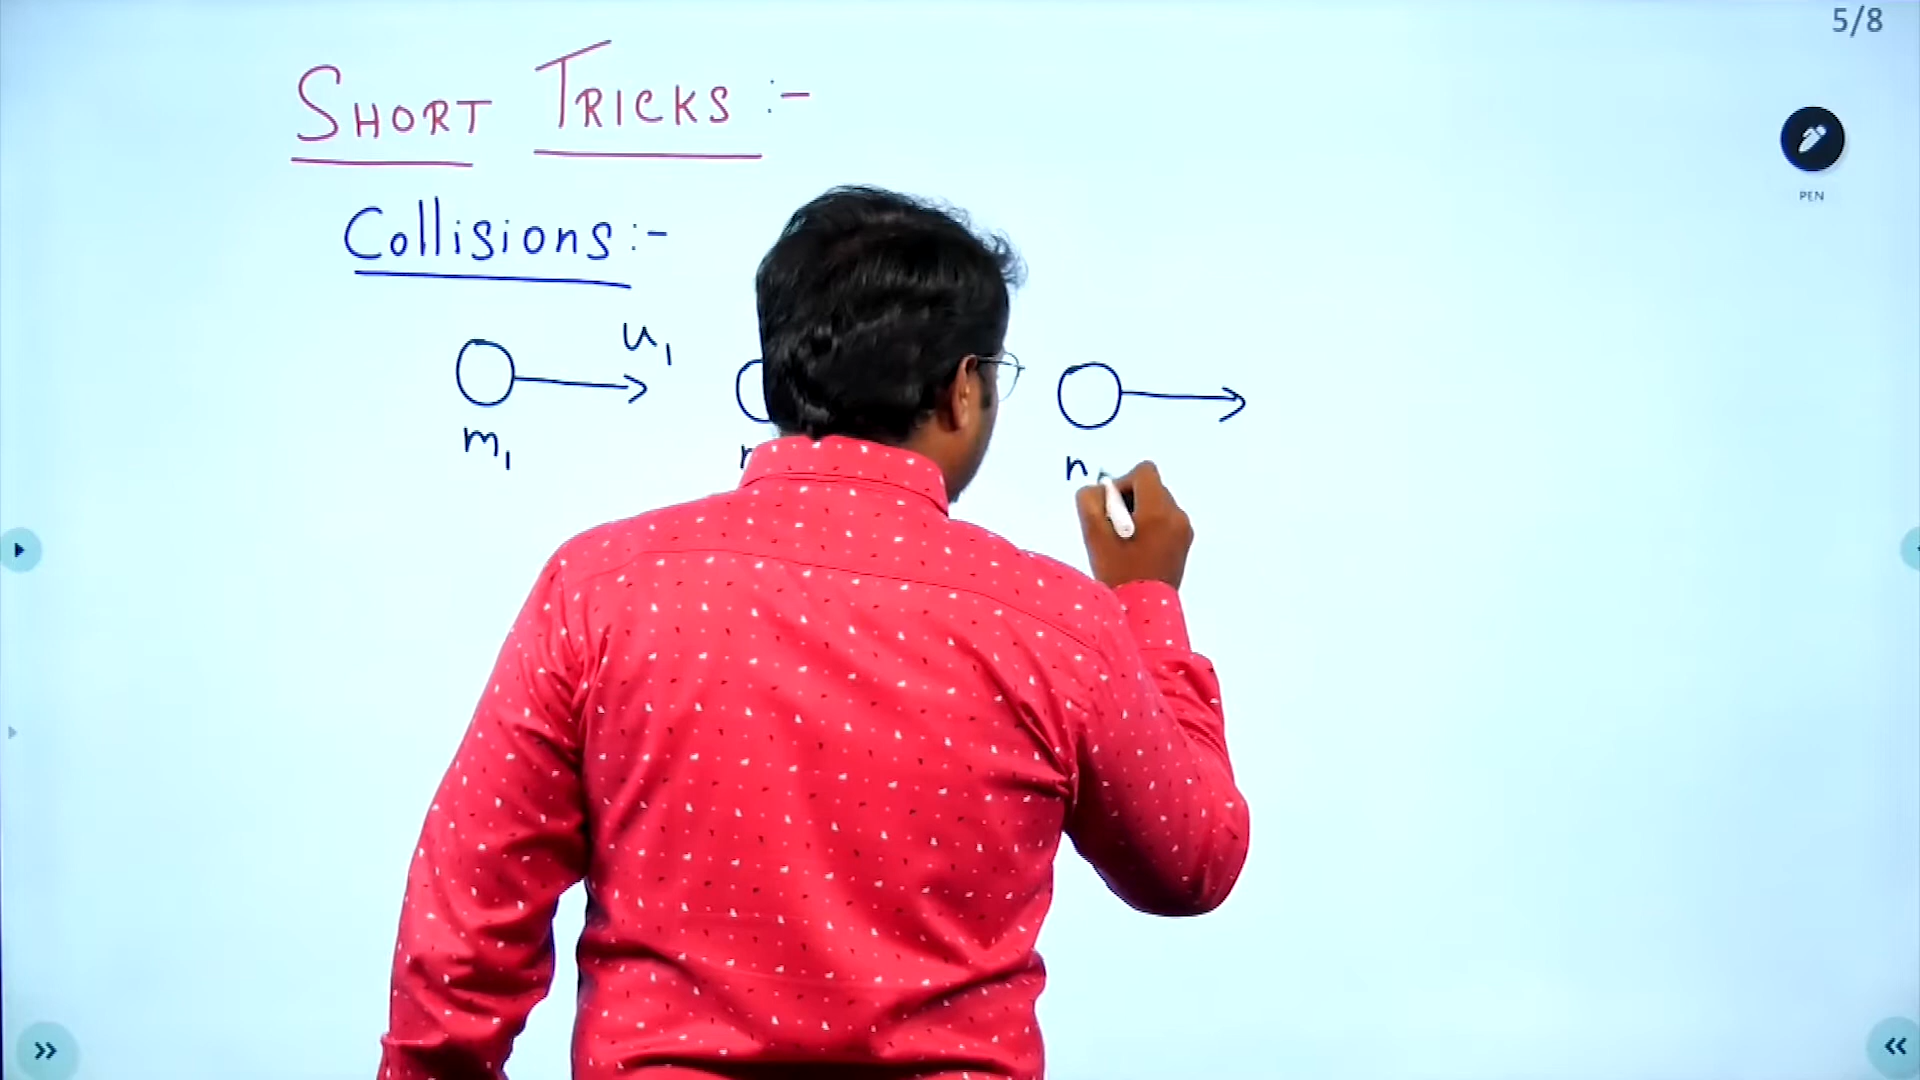 5/8
SHORT TRICKS :-
PEN
Collisions :-
u1
m1